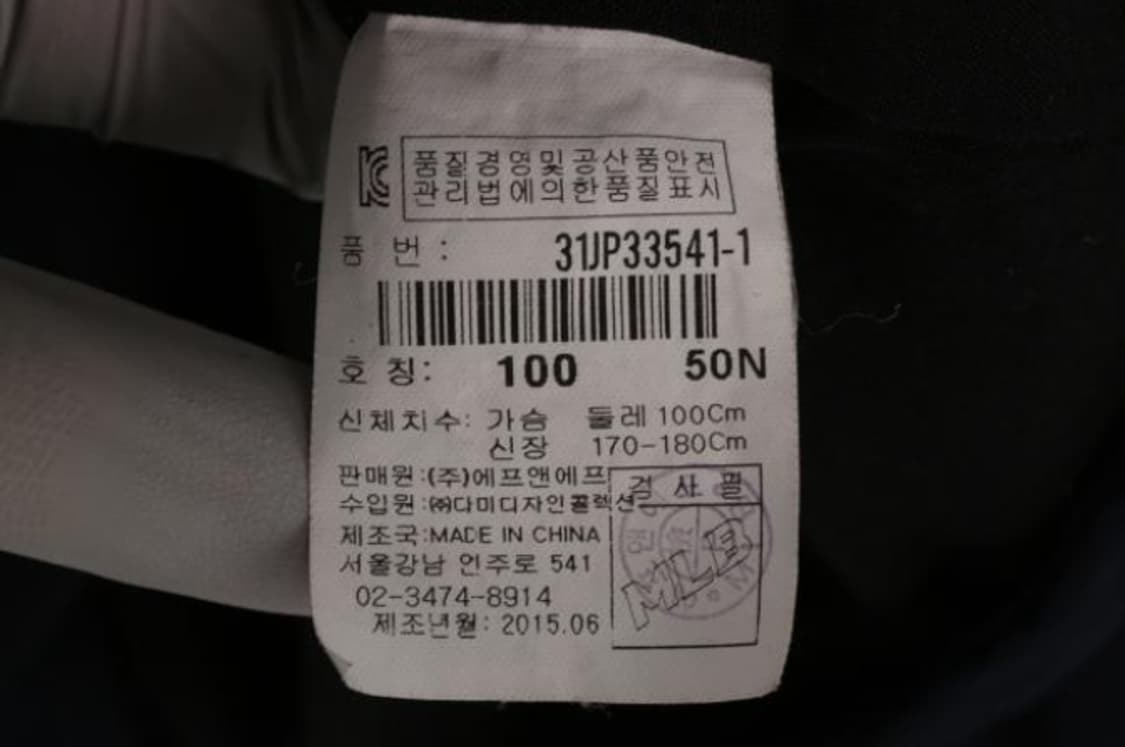 품질경영및공산품안전
관리법에의한품질표시
품 번 : 31JP33541-1
호 칭: 100 50N
신체치수: 가슴 둘레 100Cm
신장 170-180Cm
판매원:(주)에프앤에프
수입원:㈜다미디자인콜렉션
제조국:MADE IN CHINA
서울강남 언주로 541
02-3474-8914
제조년월: 2015.06
검 사 필
MLB